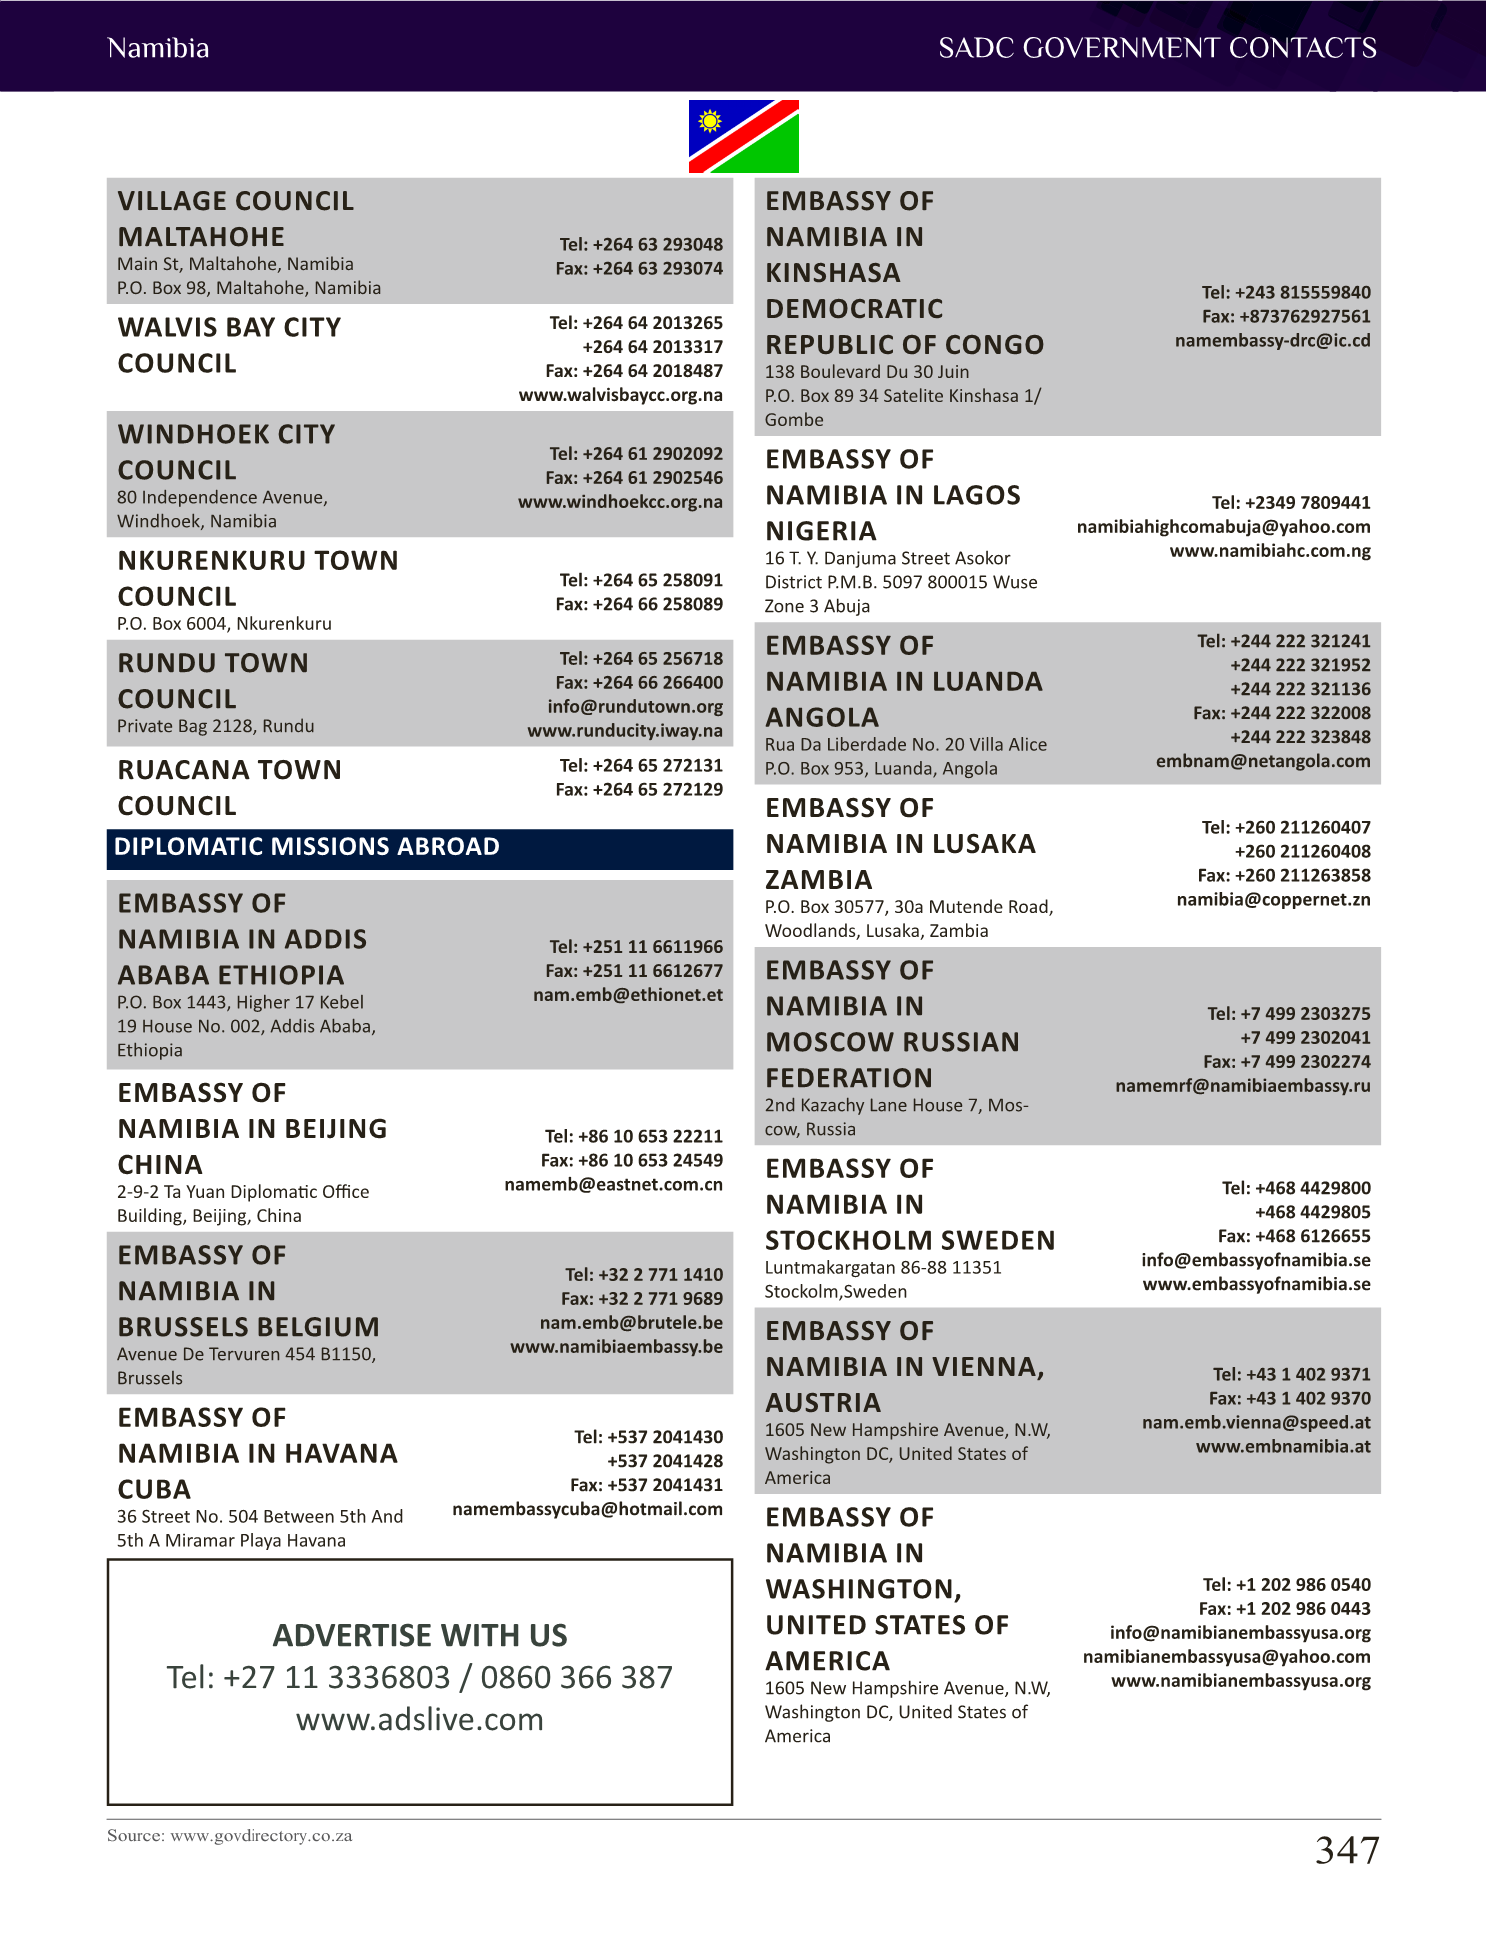 Namibia
SADC GOVERNMENT CONTACTS
VILLAGE COUNCIL
MALTAHOHE
Main St, Maltahohe, Namibia
P.O. Box 98, Maltahohe, Namibia
Tel: +264 63 293048
Fax: +264 63 293074
WALVIS BAY CITY
COUNCIL
Tel: +264 64 2013265
+264 64 2013317
Fax: +264 64 2018487
www.walvisbaycc.org.na
WINDHOEK CITY
COUNCIL
80 Independence Avenue,
Windhoek, Namibia
Tel: +264 61 2902092
Fax: +264 61 2902546
www.windhoekcc.org.na
NKURENKURU TOWN
COUNCIL
P.O. Box 6004, Nkurenkuru
Tel: +264 65 258091
Fax: +264 66 258089
RUNDU TOWN
COUNCIL
Private Bag 2128, Rundu
Tel: +264 65 256718
Fax: +264 66 266400
info@rundutown.org
www.runducity.iway.na
RUACANA TOWN
COUNCIL
Tel: +264 65 272131
Fax: +264 65 272129
DIPLOMATIC MISSIONS ABROAD
EMBASSY OF
NAMIBIA IN ADDIS
ABABA ETHIOPIA
P.O. Box 1443, Higher 17 Kebel
19 House No. 002, Addis Ababa,
Ethiopia
Tel: +251 11 6611966
Fax: +251 11 6612677
nam.emb@ethionet.et
EMBASSY OF
NAMIBIA IN BEIJING
CHINA
2-9-2 Ta Yuan Diplomatic Office
Building, Beijing, China
Tel: +86 10 653 22211
Fax: +86 10 653 24549
namemb@eastnet.com.cn
EMBASSY OF
NAMIBIA IN
BRUSSELS BELGIUM
Avenue De Tervuren 454 B1150,
Brussels
Tel: +32 2 771 1410
Fax: +32 2 771 9689
nam.emb@brutele.be
www.namibiaembassy.be
EMBASSY OF
NAMIBIA IN HAVANA
CUBA
36 Street No. 504 Between 5th And
5th A Miramar Playa Havana
Tel: +537 2041430
+537 2041428
Fax: +537 2041431
namembassycuba@hotmail.com
ADVERTISE WITH US
Tel: +27 11 3336803 / 0860 366 387
www.adslive.com
EMBASSY OF
NAMIBIA IN
KINSHASA
DEMOCRATIC
REPUBLIC OF CONGO
138 Boulevard Du 30 Juin
P.O. Box 89 34 Satelite Kinshasa 1/
Gombe
Tel: +243 815559840
Fax: +873762927561
namembassy-drc@ic.cd
EMBASSY OF
NAMIBIA IN LAGOS
NIGERIA
16 T. Y. Danjuma Street Asokor
District P.M.B. 5097 800015 Wuse
Zone 3 Abuja
Tel: +2349 7809441
namibiahighcomabuja@yahoo.com
www.namibiahc.com.ng
EMBASSY OF
NAMIBIA IN LUANDA
ANGOLA
Rua Da Liberdade No. 20 Villa Alice
P.O. Box 953, Luanda, Angola
Tel: +244 222 321241
+244 222 321952
+244 222 321136
Fax: +244 222 322008
+244 222 323848
embnam@netangola.com
EMBASSY OF
NAMIBIA IN LUSAKA
ZAMBIA
P.O. Box 30577, 30a Mutende Road,
Woodlands, Lusaka, Zambia
Tel: +260 211260407
+260 211260408
Fax: +260 211263858
namibia@coppernet.zn
EMBASSY OF
NAMIBIA IN
MOSCOW RUSSIAN
FEDERATION
2nd Kazachy Lane House 7, Mos-
cow, Russia
Tel: +7 499 2303275
+7 499 2302041
Fax: +7 499 2302274
namemrf@namibiaembassy.ru
EMBASSY OF
NAMIBIA IN
STOCKHOLM SWEDEN
Luntmakargatan 86-88 11351
Stockolm,Sweden
Tel: +468 4429800
+468 4429805
Fax: +468 6126655
info@embassyofnamibia.se
www.embassyofnamibia.se
EMBASSY OF
NAMIBIA IN VIENNA,
AUSTRIA
1605 New Hampshire Avenue, N.W,
Washington DC, United States of
America
Tel: +43 1 402 9371
Fax: +43 1 402 9370
nam.emb.vienna@speed.at
www.embnamibia.at
EMBASSY OF
NAMIBIA IN
WASHINGTON,
UNITED STATES OF
AMERICA
1605 New Hampshire Avenue, N.W,
Washington DC, United States of
America
Tel: +1 202 986 0540
Fax: +1 202 986 0443
info@namibianembassyusa.org
namibianembassyusa@yahoo.com
www.namibianembassyusa.org
Source: www.govdirectory.co.za
347